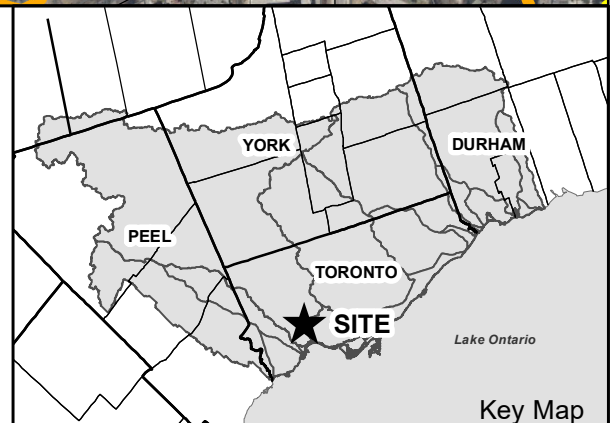 YORK
DURHAM
PEEL
TORONTO
SITE
Lake Ontario
Key Map